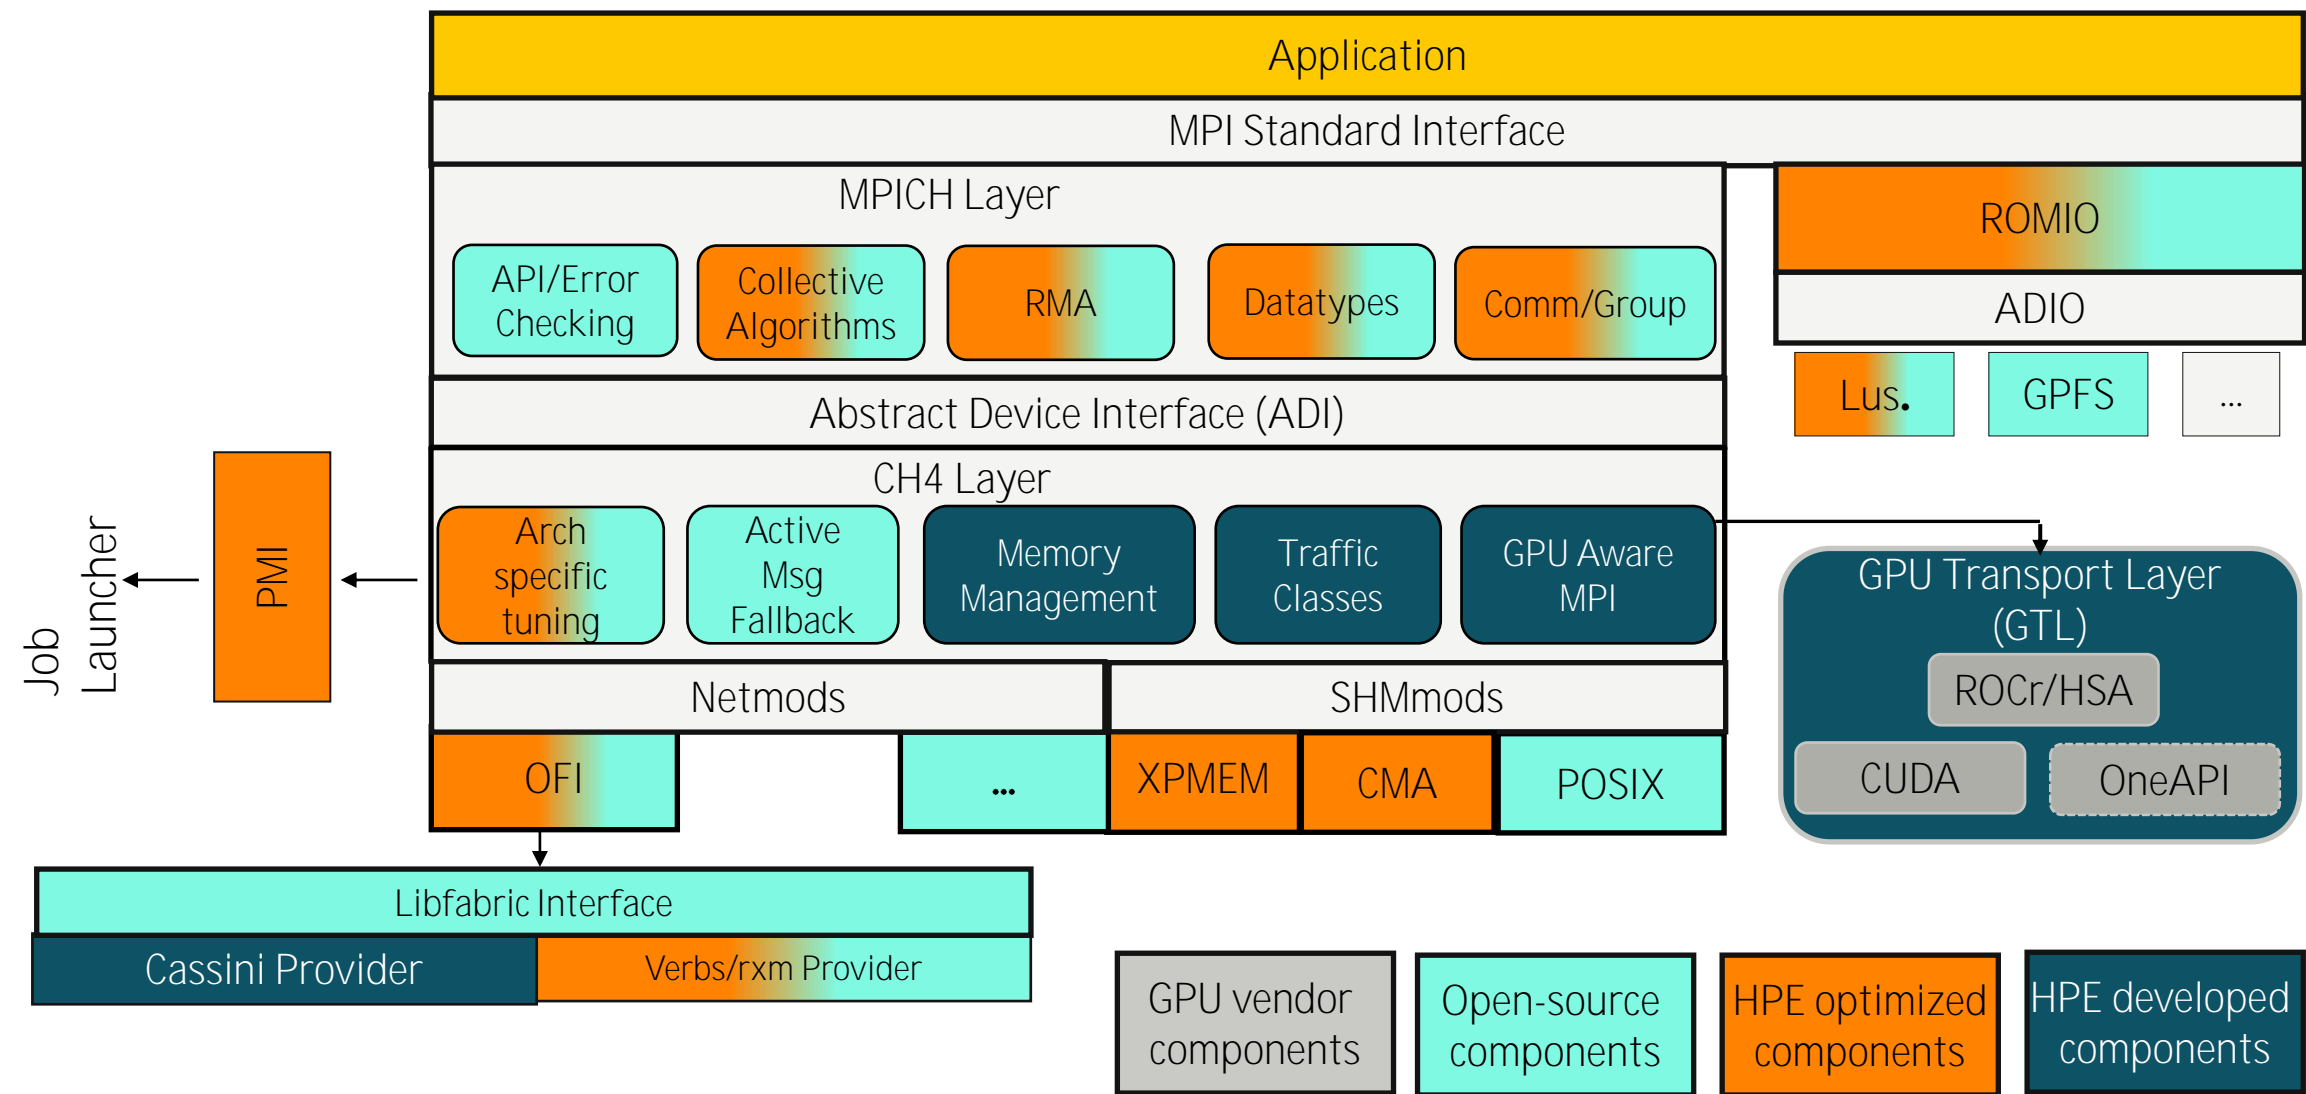 Application
MPI Standard Interface
MPICH Layer
API/Error
Checking
Collective
Algorithms
RMA
Datatypes
Comm/Group
ROMIO
ADIO
Lus.
GPFS
...
Abstract Device Interface (ADI)
CH4 Layer
Arch
specific
tuning
Active
Msg
Fallback
Memory
Management
Traffic
Classes
GPU Aware
MPI
Job
Launcher
PMI
GPU Transport Layer
(GTL)
ROCr/HSA
CUDA
OneAPI
Netmods
SHMmods
OFI
...
XPMEM
CMA
POSIX
Libfabric Interface
Cassini Provider
Verbs/rxm Provider
GPU vendor
components
Open-source
components
HPE optimized
components
HPE developed
components